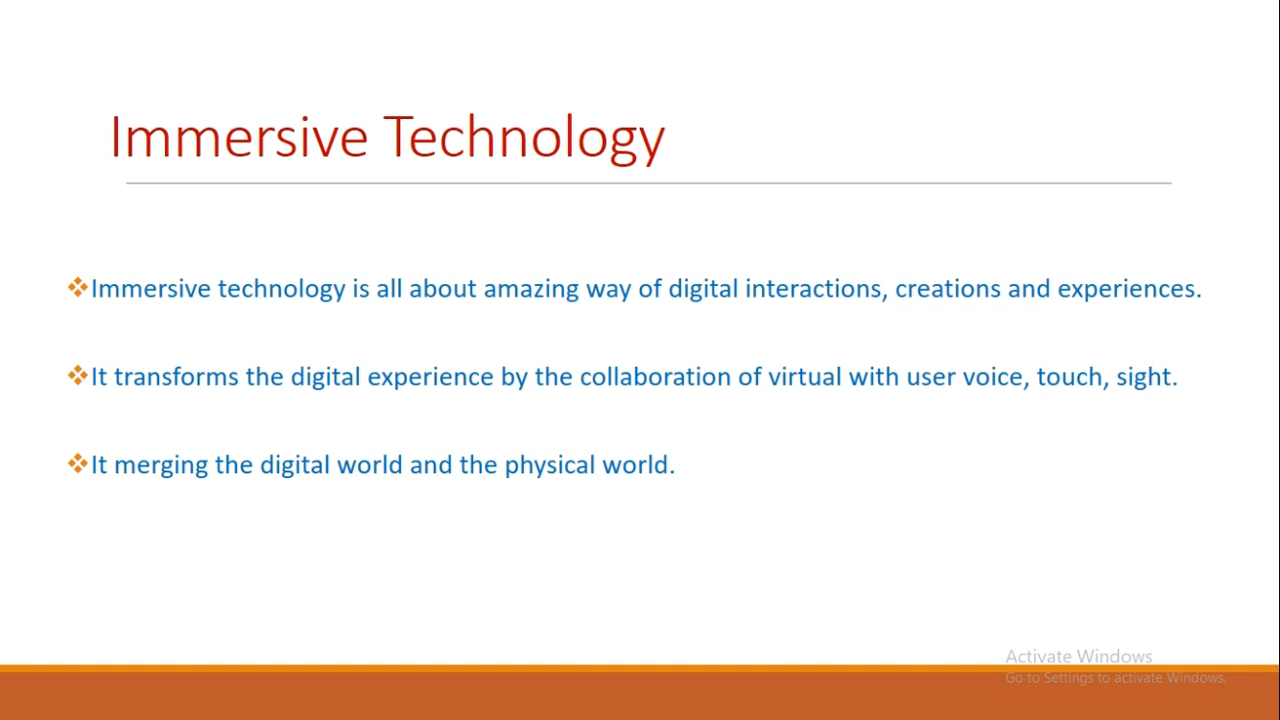 Immersive Technology
❖Immersive technology is all about amazing way of digital interactions, creations and experiences.
❖It transforms the digital experience by the collaboration of virtual with user voice, touch, sight.
❖It merging the digital world and the physical world.
Activate Windows
Go to Settings to activate Windows.